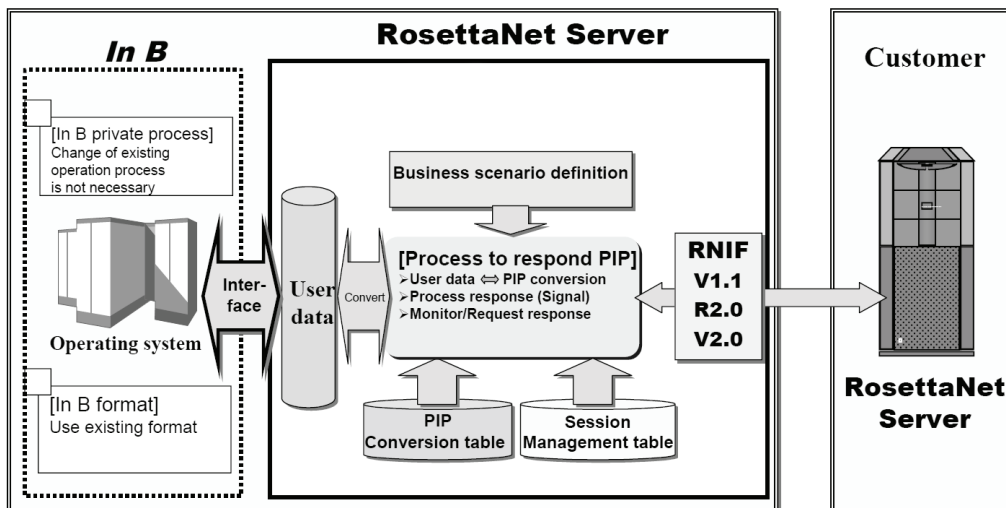 In B
[In B private process]
Change of existing
operation process
is not necessary
Operating system
[In B format]
Use existing format
Inter-
face
RosettaNet Server
User
data
Convert
Business scenario definition
[Process to respond PIP]
➢User data ⇔ PIP conversion
➢Process response (Signal)
➢Monitor/Request response
PIP
Conversion table
Session
Management table
RNIF
V1.1
R2.0
V2.0
Customer
RosettaNet
Server